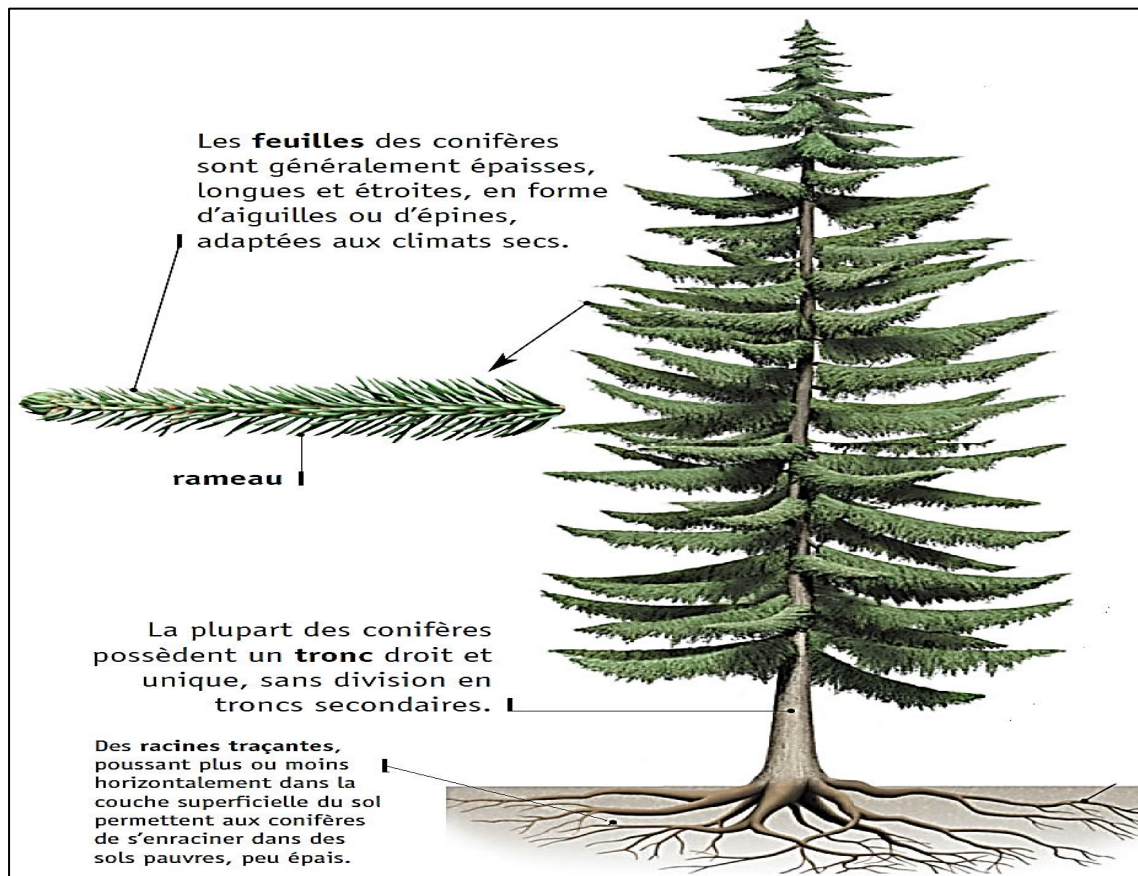 Les feuilles des conifères
sont généralement épaisses,
longues et étroites, en forme
d'aiguilles ou d'épines,
adaptées aux climats secs.
rameau
La plupart des conifères
possèdent un tronc droit et
unique, sans division en
troncs secondaires.
Des racines traçantes,
poussant plus ou moins
horizontalement dans la
couche superficielle du sol
permettent aux conifères
de s'enraciner dans des
sols pauvres, peu épais.